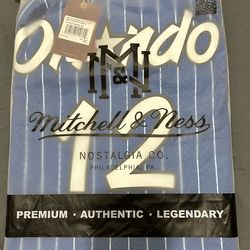 Orlando
M&N
Mitchell & Ness
NOSTALGIA CO.
PHILADELPHIA, PA.
12
PREMIUM • AUTHENTIC • LEGENDARY